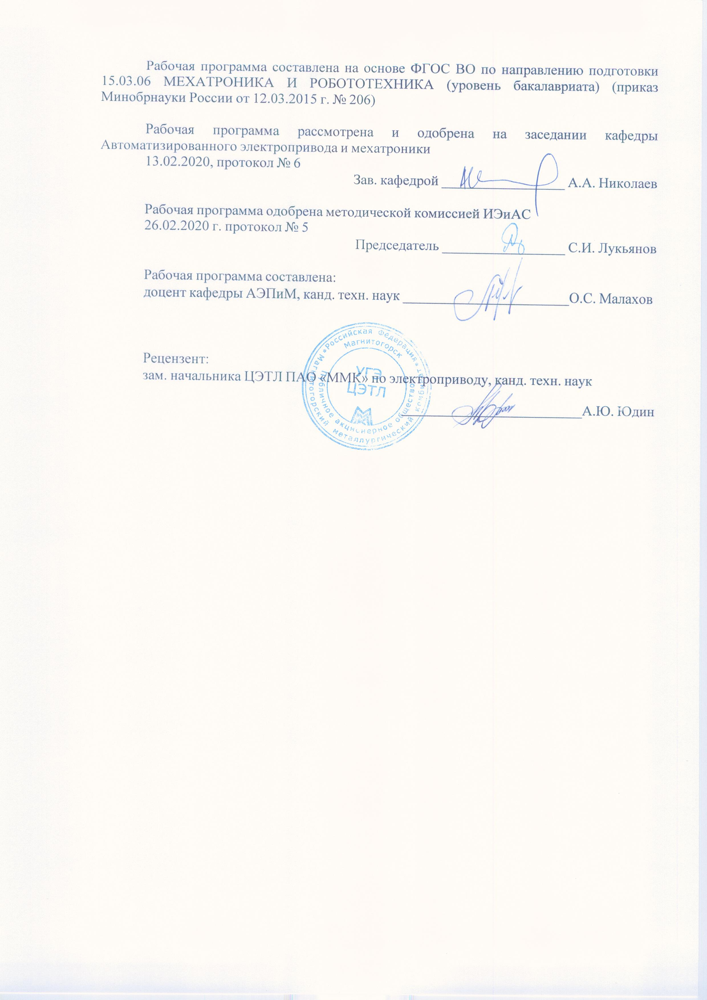 Рабочая программа составлена на основе ФГОС ВО по направлению подготовки
15.03.06 МЕХАТРОНИКА И РОБОТОТЕХНИКА (уровень бакалавриата) (приказ
Минобрнауки России от 12.03.2015 г. № 206)
Рабочая программа рассмотрена и одобрена на заседании кафедры
Автоматизированного электропривода и мехатроники
13.02.2020, протокол № 6
Зав. кафедрой А.А. Николаев
Рабочая программа одобрена методической комиссией ИЭиАС
26.02.2020 г. протокол № 5
Председатель С.И. Лукьянов
Рабочая программа составлена:
доцент кафедры АЭПиМ, канд. техн. наук О.С. Малахов
Рецензент:
зам. начальника ЦЭТЛ ПАО «ММК» по электроприводу, канд. техн. наук
А.Ю. Юдин
*Российская Федерация*
Магнитогорский металлургический комбинат
Магнитогорск
Публичное акционерное общество
УГЭ
ЦЭТЛ